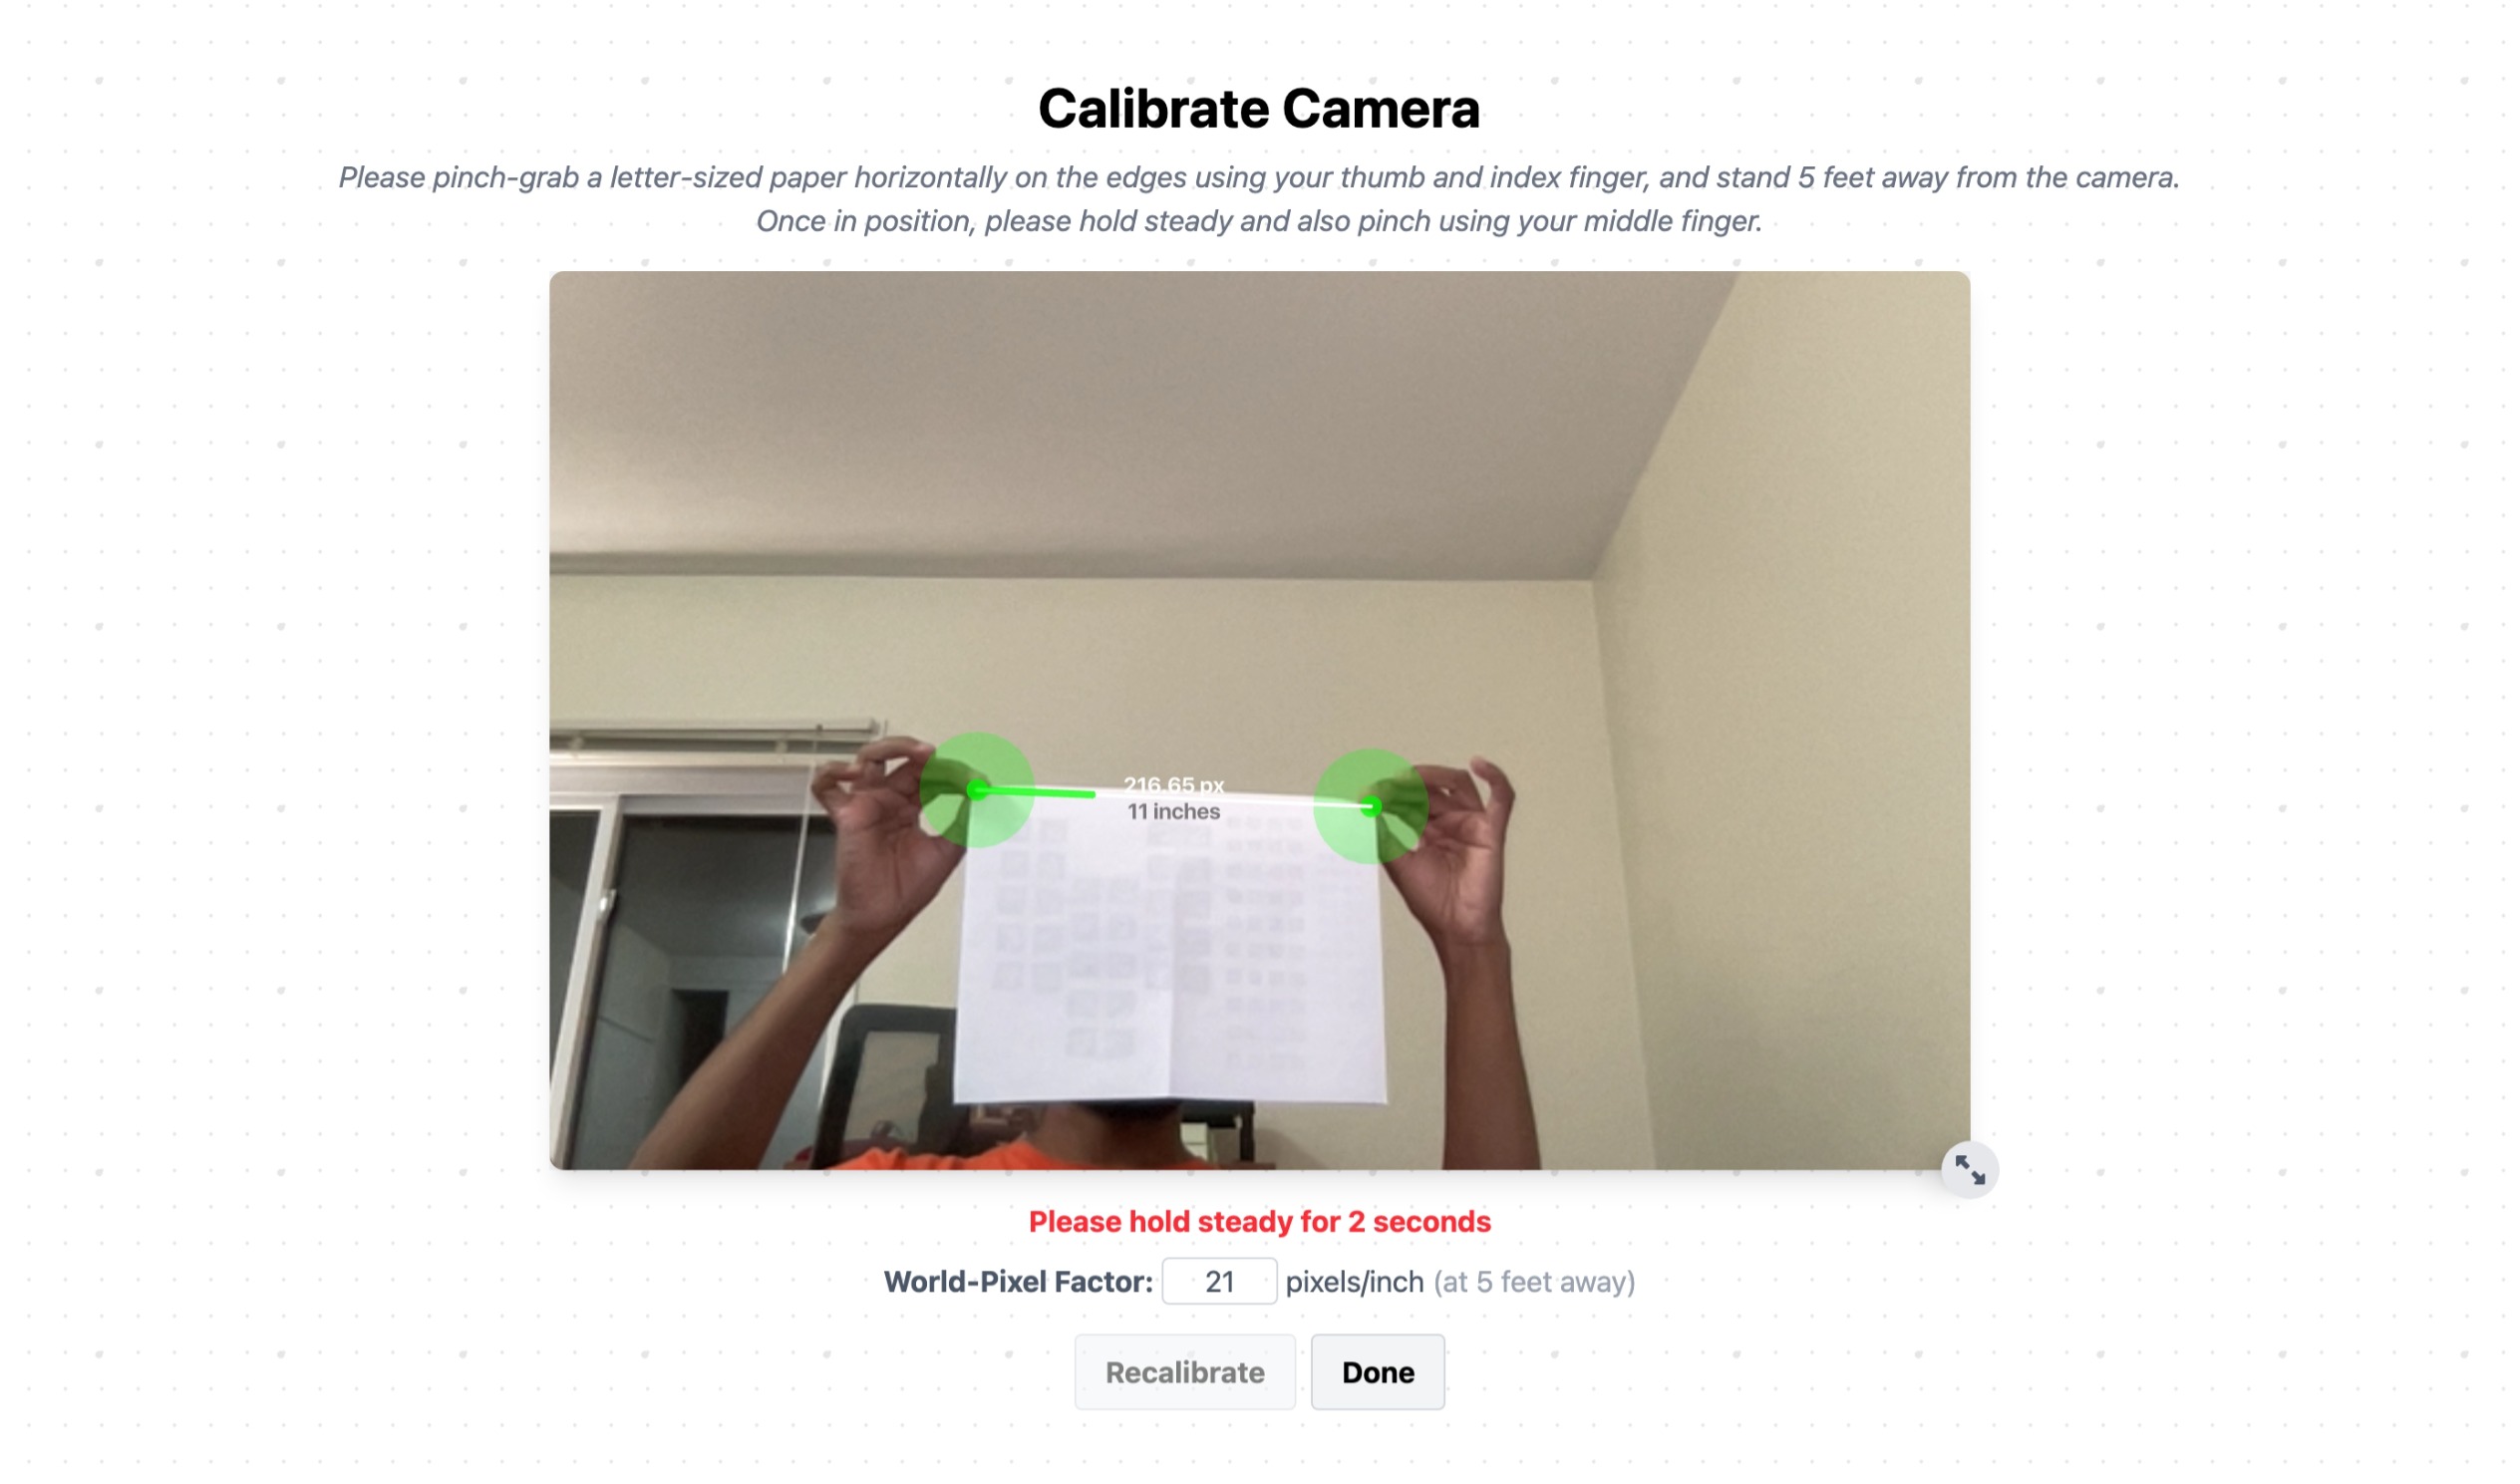 Calibrate Camera
Please pinch-grab a letter-sized paper horizontally on the edges using your thumb and index finger, and stand 5 feet away from the camera.
Once in position, please hold steady and also pinch using your middle finger.
216.65 px
11 inches
Please hold steady for 2 seconds
World-Pixel Factor: 21 pixels/inch (at 5 feet away)
Recalibrate Done